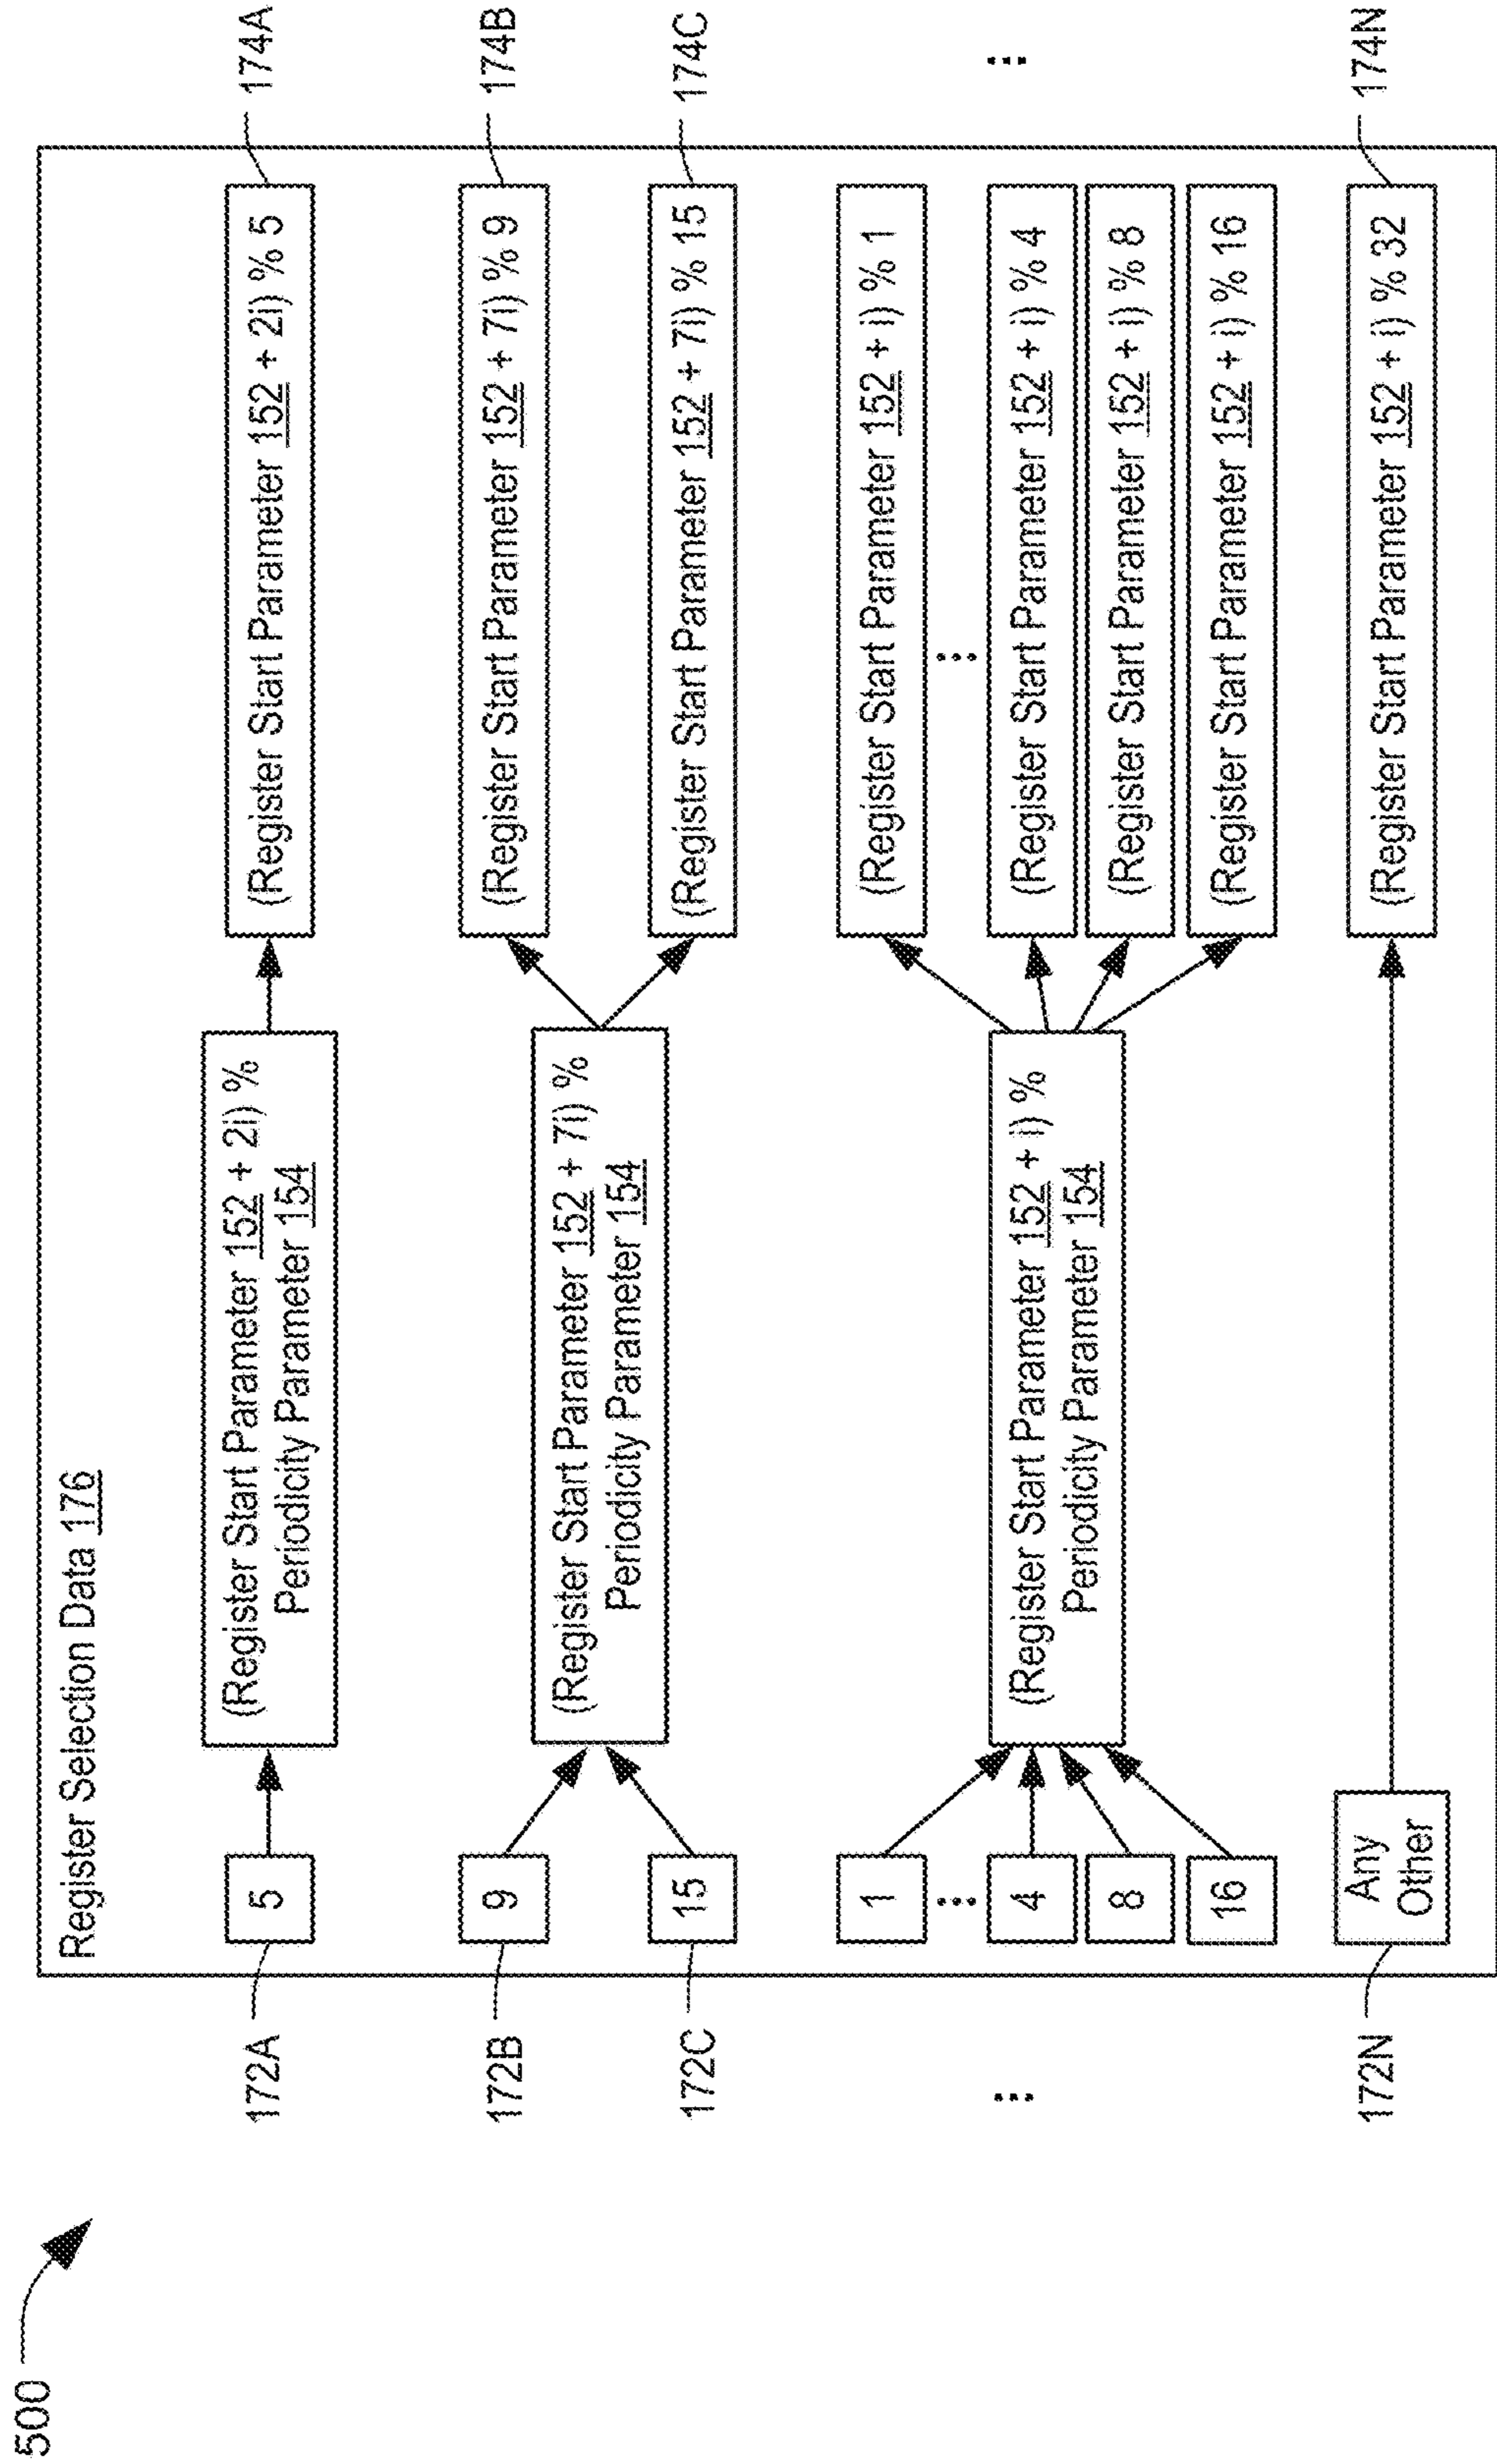 500
Register Selection Data 176
172A
5
(Register Start Parameter 152 + 2i) %
Periodicity Parameter 154
(Register Start Parameter 152 + 2i) % 5
174A
172B
9
172C
15
(Register Start Parameter 152 + 7i) %
Periodicity Parameter 154
(Register Start Parameter 152 + 7i) % 9
174B
(Register Start Parameter 152 + 7i) % 15
174C
1
⋮
4
8
16
⋮
(Register Start Parameter 152 + i) %
Periodicity Parameter 154
(Register Start Parameter 152 + i) % 1
⋮
(Register Start Parameter 152 + i) % 4
(Register Start Parameter 152 + i) % 8
(Register Start Parameter 152 + i) % 16
⋮
172N
Any
Other
(Register Start Parameter 152 + i) % 32
174N